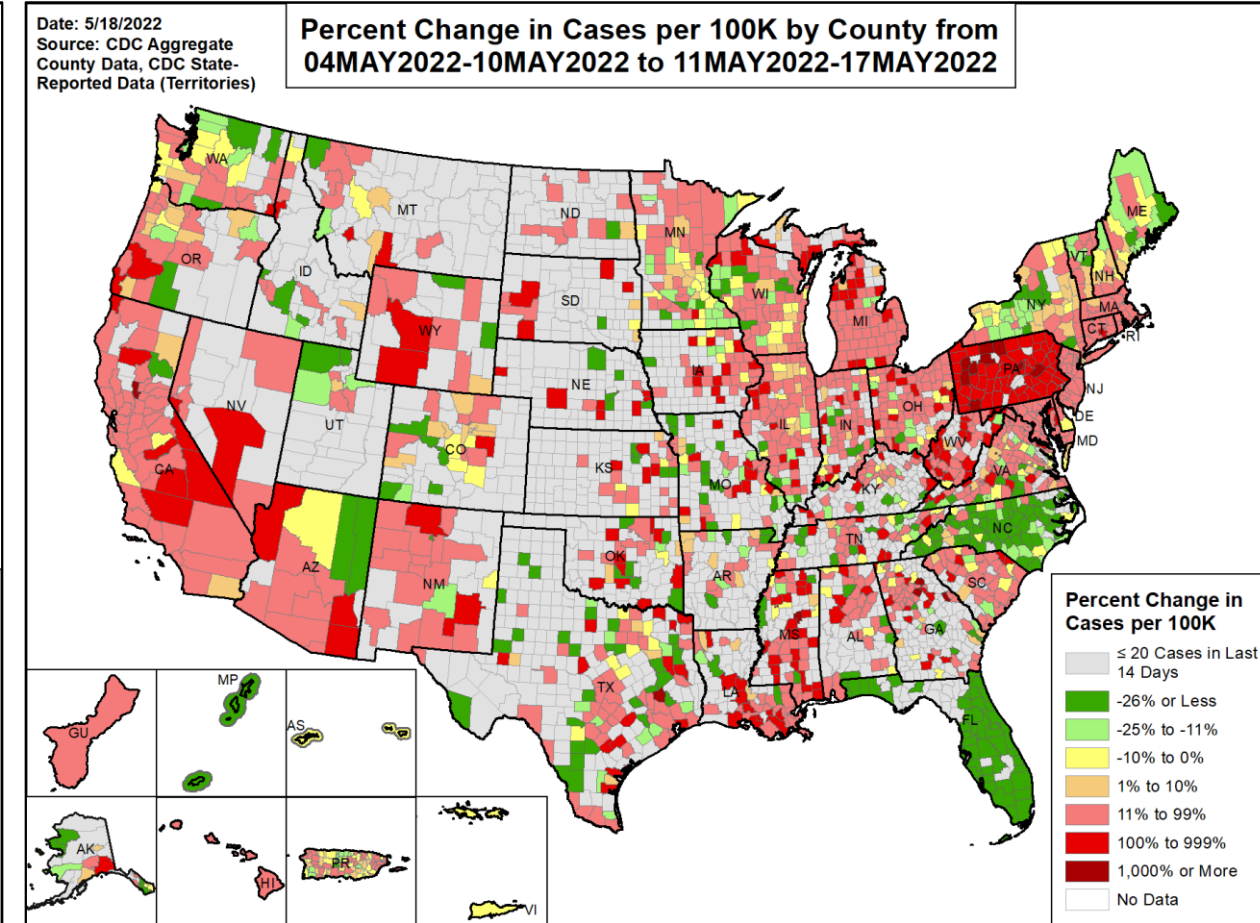 Date: 5/18/2022
Source: CDC Aggregate
County Data, CDC State-
Reported Data (Territories)
Percent Change in Cases per 100K by County from
04MAY2022-10MAY2022 to 11MAY2022-17MAY2022
WA
MT
ND
MN
ME
OR
ID
SD
WI
VT
NH
NY
MA
CT
RI
WY
MI
IA
PA
NJ
NE
NV
UT
CO
IL
IN
OH
DE
MD
WV
VA
CA
KS
MO
KY
NC
AZ
NM
OK
TN
AR
SC
MS
AL
GA
TX
LA
FL
GU
MP
AS
AK
HI
PR
VI
Percent Change in
Cases per 100K
≤ 20 Cases in Last
14 Days
-26% or Less
-25% to -11%
-10% to 0%
1% to 10%
11% to 99%
100% to 999%
1,000% or More
No Data